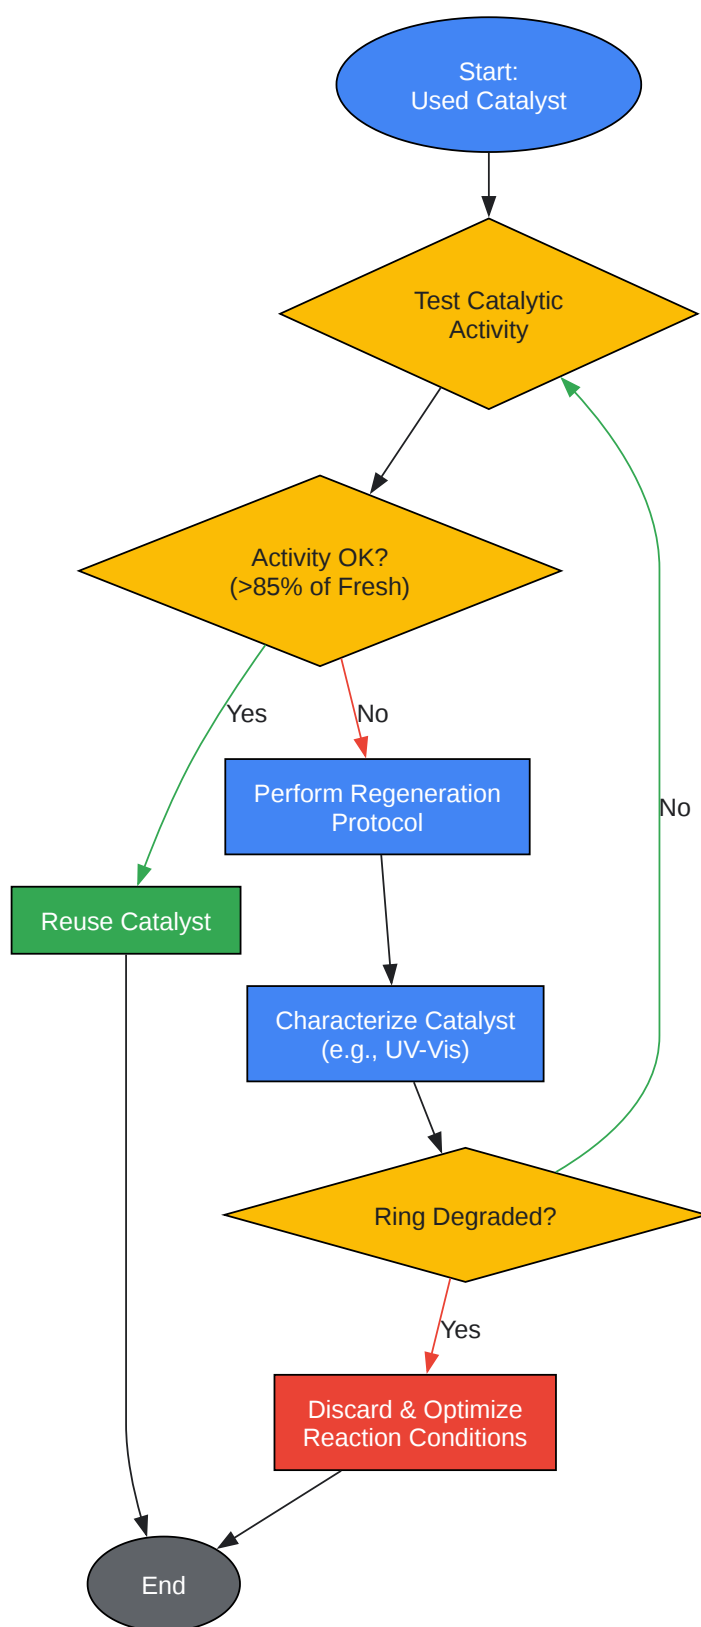 Start:
Used Catalyst
Test Catalytic
Activity
Activity OK?
(>85% of Fresh)
Yes
No
Perform Regeneration
Protocol
No
Reuse Catalyst
Characterize Catalyst
(e.g., UV-Vis)
Ring Degraded?
Yes
Discard & Optimize
Reaction Conditions
End